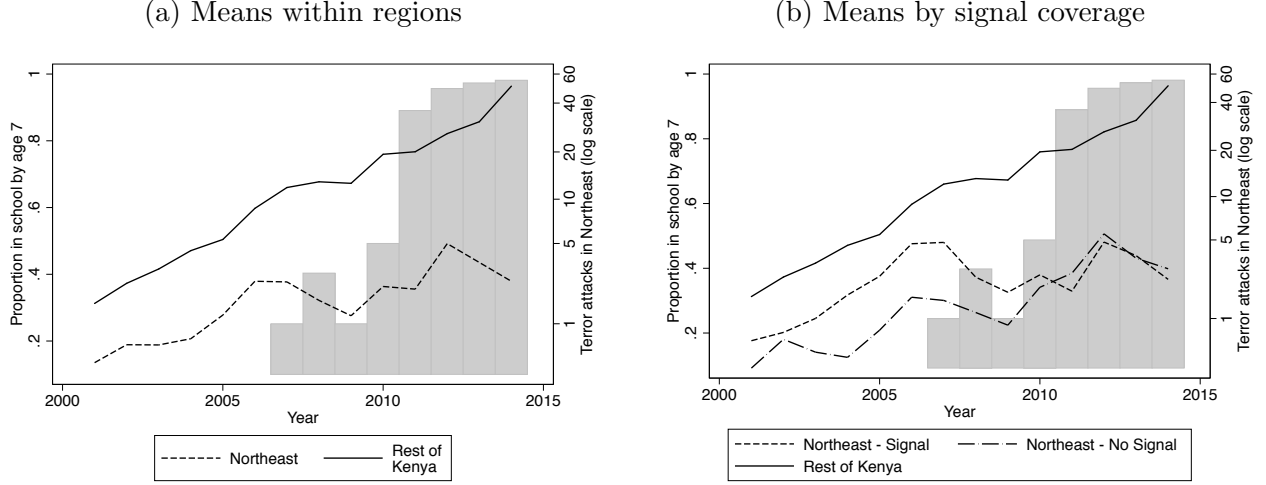 (a) Means within regions
Proportion in school by age 7
1
.8
.6
.4
.2
60
40
20
10
5
1
Terror attacks in Northeast (log scale)
2000
2005
2010
2015
Year
Northeast
Rest of
Kenya
(b) Means by signal coverage
Proportion in school by age 7
1
.8
.6
.4
.2
60
40
20
10
5
1
Terror attacks in Northeast (log scale)
2000
2005
2010
2015
Year
Northeast - Signal
Northeast - No Signal
Rest of Kenya